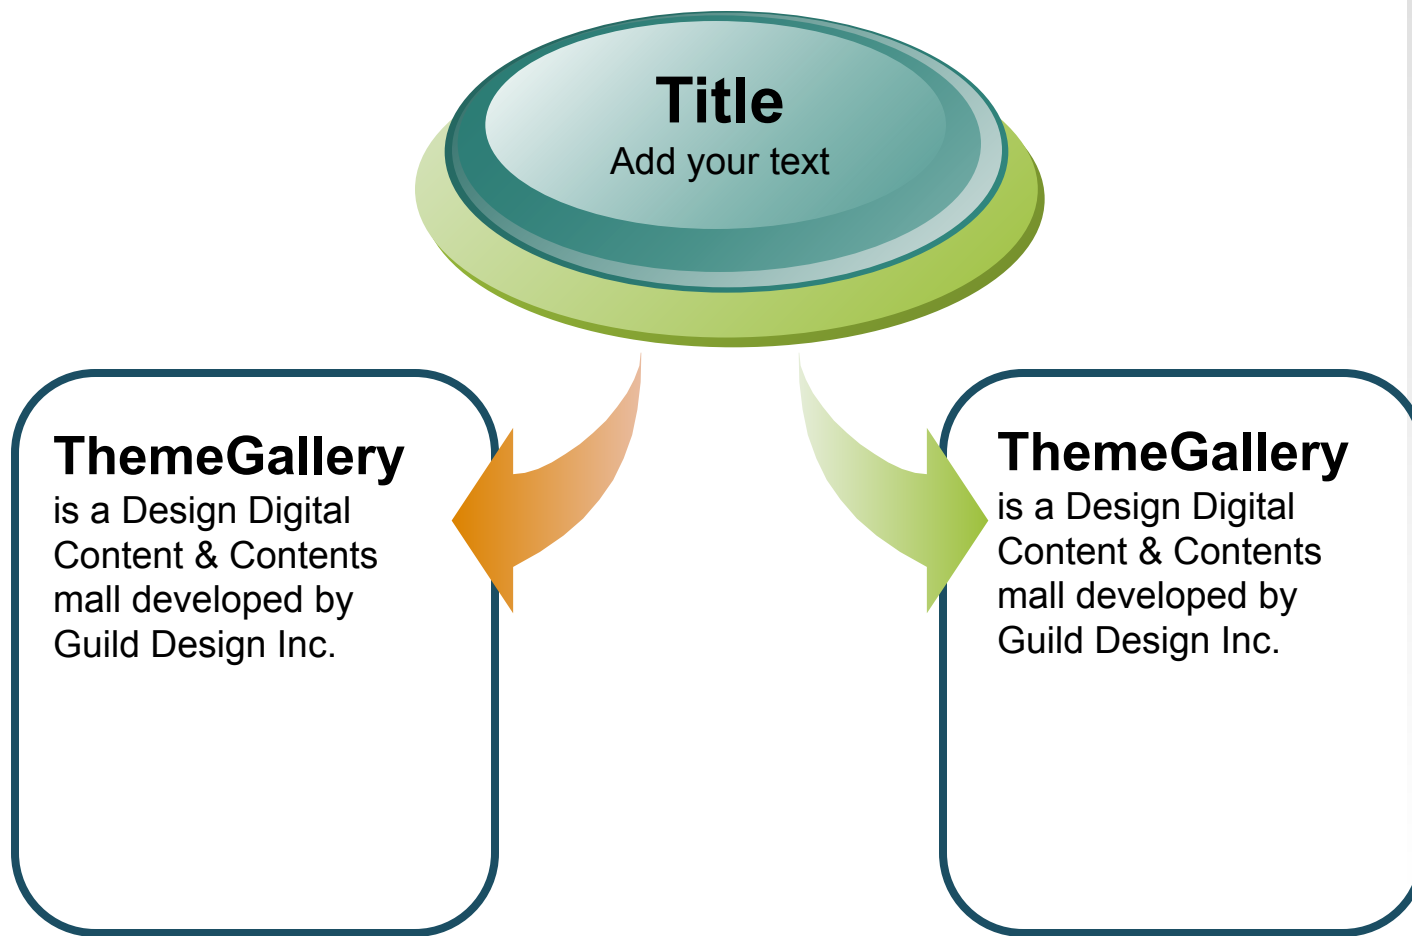 Title
Add your text
ThemeGallery
is a Design Digital
Content & Contents
mall developed by
Guild Design Inc.
ThemeGallery
is a Design Digital
Content & Contents
mall developed by
Guild Design Inc.